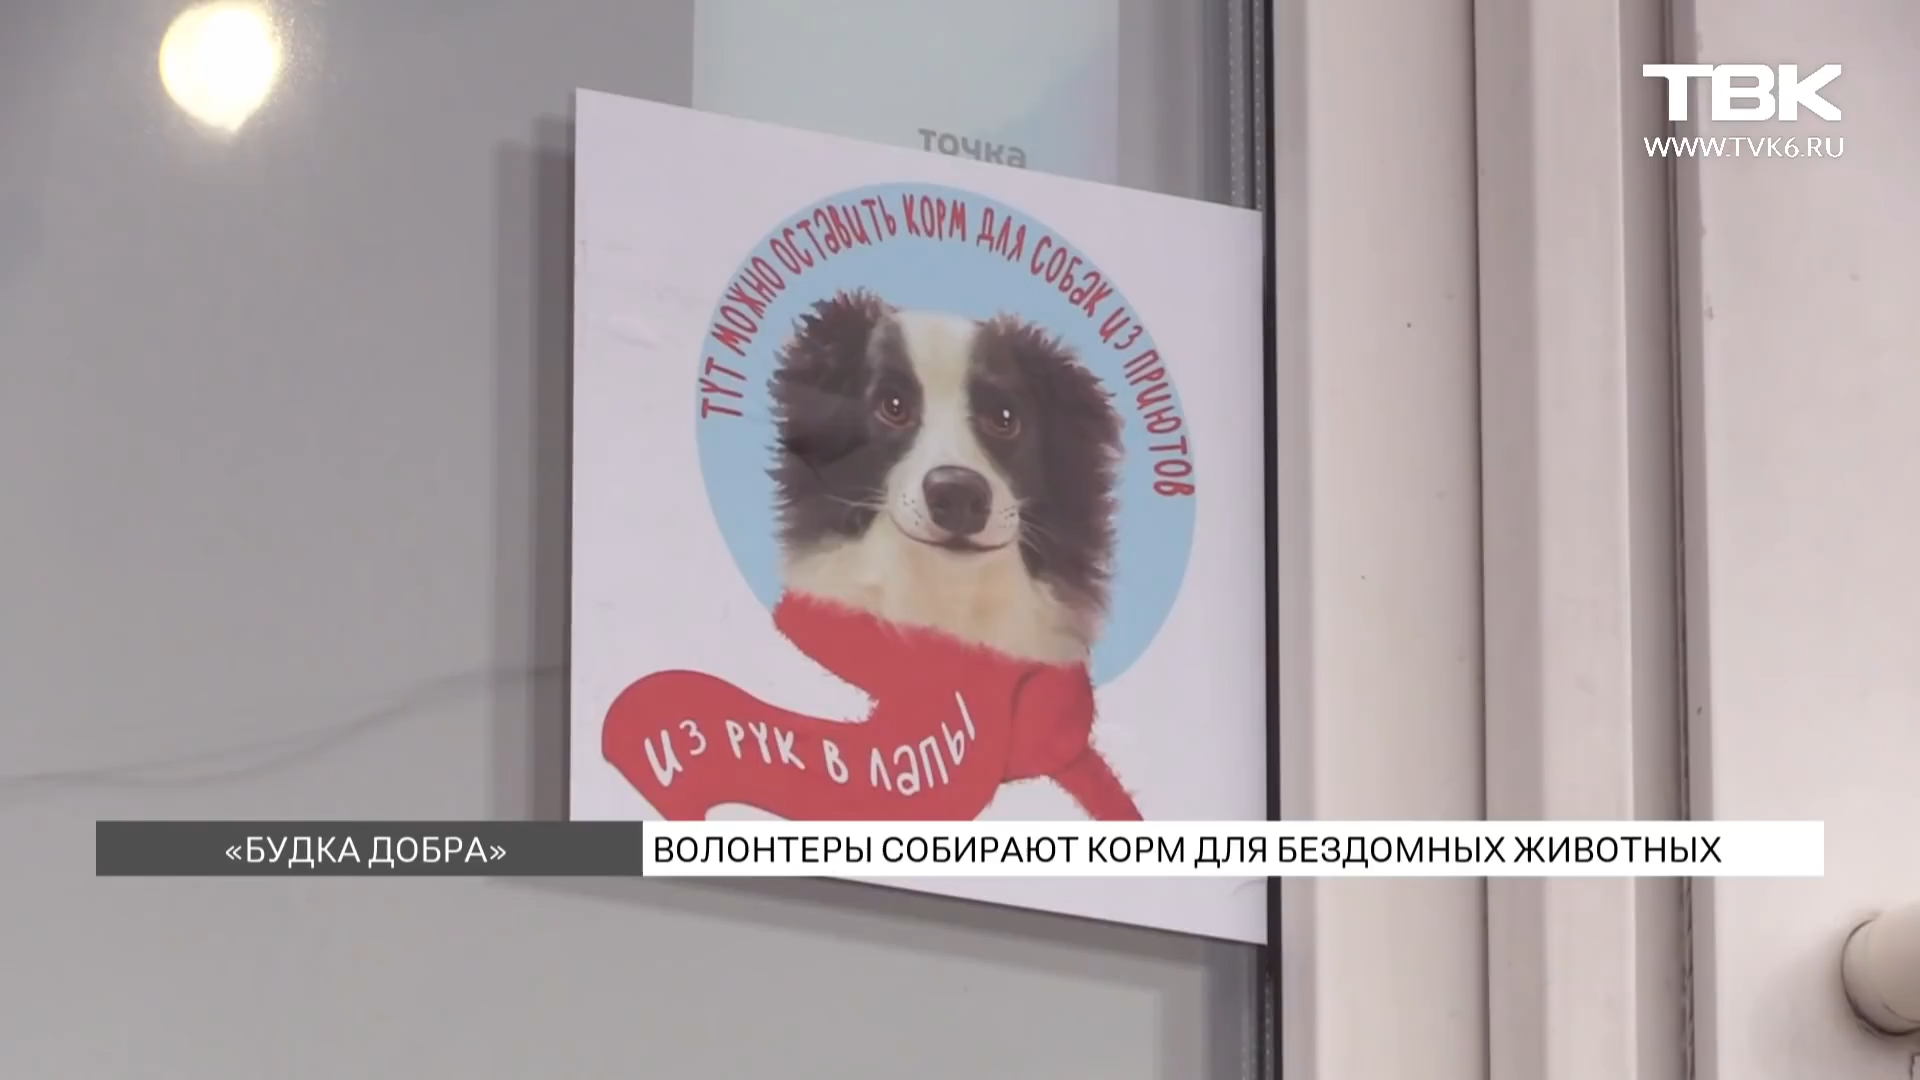 ТВК
WWW.TVK6.RU
точка
ТУТ МОЖНО ОСТАВИТЬ КОРМ ДЛЯ СОБАК ИЗ ПРИЮТОВ
ИЗ РУК В ЛАПЫ
«БУДКА ДОБРА»
ВОЛОНТЕРЫ СОБИРАЮТ КОРМ ДЛЯ БЕЗДОМНЫХ ЖИВОТНЫХ